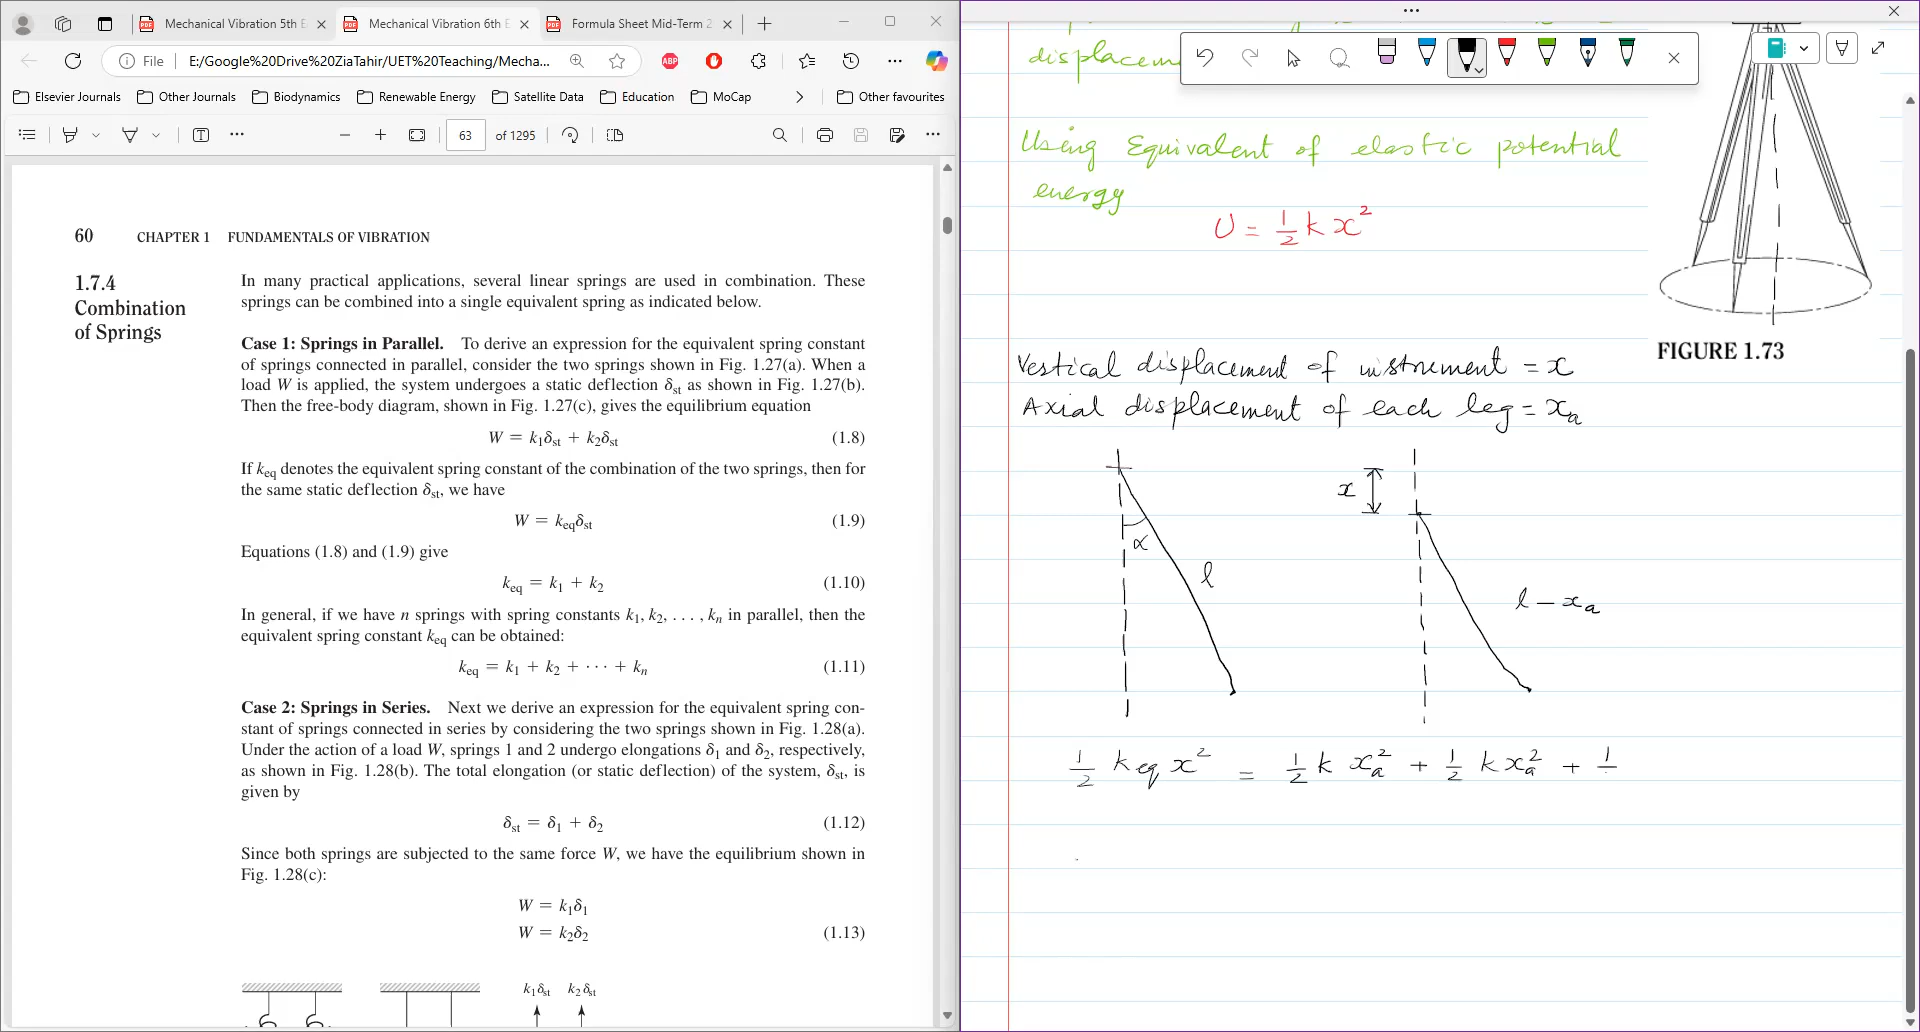 Mechanical Vibration 5th E
Mechanical Vibration 6th E
Formula Sheet Mid-Term 2
File
E:/Google%20Drive%20ZiaTahir/UET%20Teaching/Mecha...
ABP
Elsevier Journals
Other Journals
Biodynamics
Renewable Energy
Satellite Data
Education
MoCap
Other favourites
63 of 1295
60 CHAPTER 1 FUNDAMENTALS OF VIBRATION
1.7.4
Combination
of Springs
In many practical applications, several linear springs are used in combination. These
springs can be combined into a single equivalent spring as indicated below.
Case 1: Springs in Parallel. To derive an expression for the equivalent spring constant
of springs connected in parallel, consider the two springs shown in Fig. 1.27(a). When a
load W is applied, the system undergoes a static deflection δst as shown in Fig. 1.27(b).
Then the free-body diagram, shown in Fig. 1.27(c), gives the equilibrium equation
W = k1δst + k2δst (1.8)
If keq denotes the equivalent spring constant of the combination of the two springs, then for
the same static deflection δst, we have
W = keqδst (1.9)
Equations (1.8) and (1.9) give
keq = k1 + k2 (1.10)
In general, if we have n springs with spring constants k1, k2, . . . , kn in parallel, then the
equivalent spring constant keq can be obtained:
keq = k1 + k2 + ··· + kn (1.11)
Case 2: Springs in Series. Next we derive an expression for the equivalent spring con-
stant of springs connected in series by considering the two springs shown in Fig. 1.28(a).
Under the action of a load W, springs 1 and 2 undergo elongations δ1 and δ2, respectively,
as shown in Fig. 1.28(b). The total elongation (or static deflection) of the system, δst, is
given by
δst = δ1 + δ2 (1.12)
Since both springs are subjected to the same force W, we have the equilibrium shown in
Fig. 1.28(c):
W = k1δ1
W = k2δ2 (1.13)
k1δst k2δst
displacem
Using Equivalent of elastic potential
energy
U = 1/2 k x²
FIGURE 1.73
Vertical displacement of instrument = x
Axial displacement of each leg = xa
α
l
x
l – xa
1/2 keq x² = 1/2 k xa² + 1/2 k xa² + 1